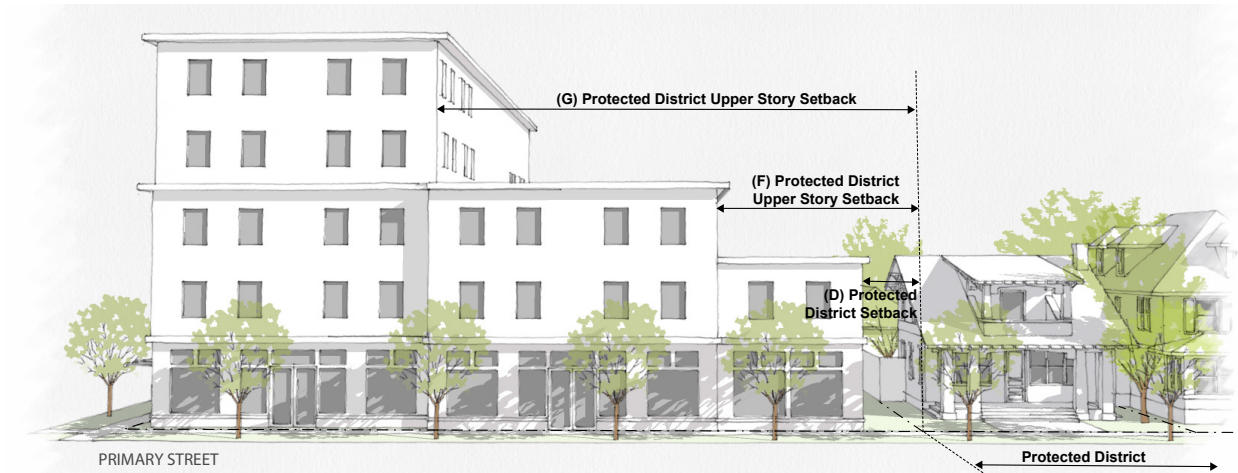 (G) Protected District Upper Story Setback
(F) Protected District
Upper Story Setback
(D) Protected
District Setback
PRIMARY STREET
Protected District